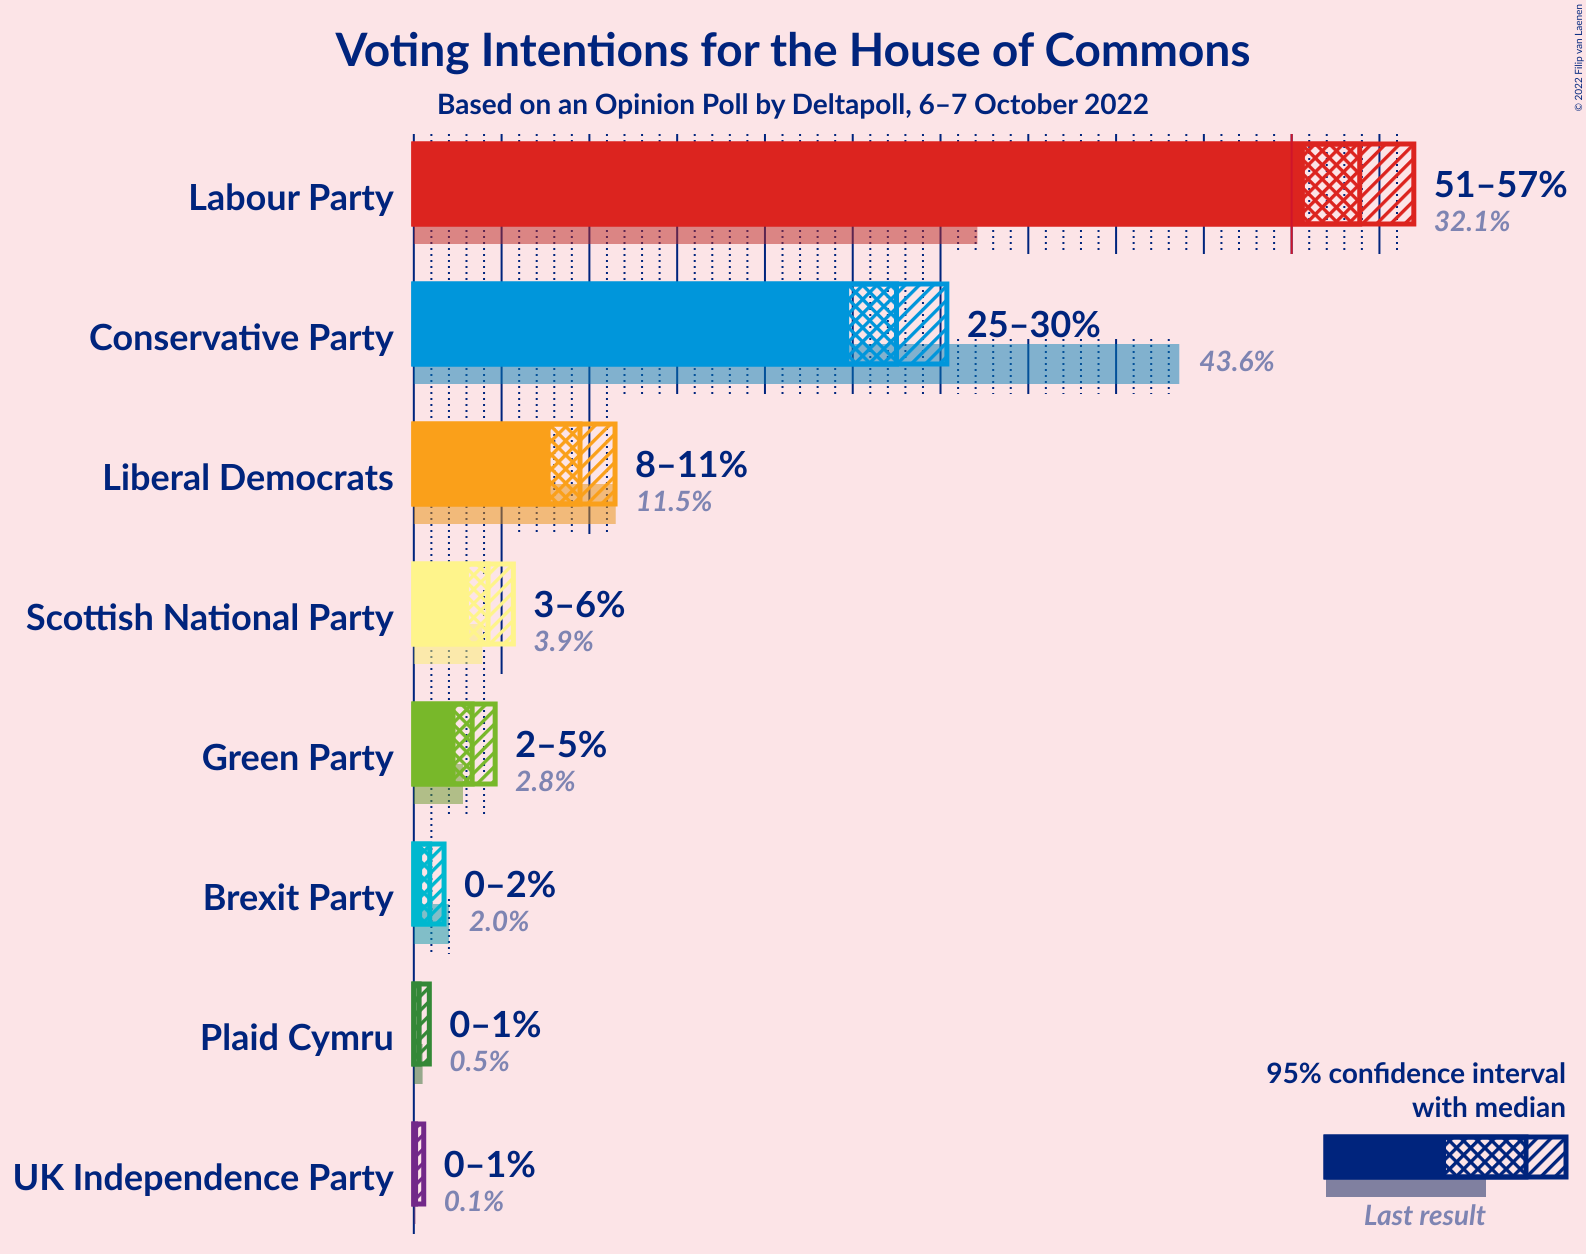 Voting Intentions for the House of Commons
Based on an Opinion Poll by Deltapoll, 6–7 October 2022
© 2022 Filip van Laenen
Labour Party
51–57%
32.1%
Conservative Party
25–30%
43.6%
Liberal Democrats
8–11%
11.5%
Scottish National Party
3–6%
3.9%
Green Party
2–5%
2.8%
Brexit Party
0–2%
2.0%
Plaid Cymru
0–1%
0.5%
UK Independence Party
0–1%
0.1%
95% confidence interval
with median
Last result